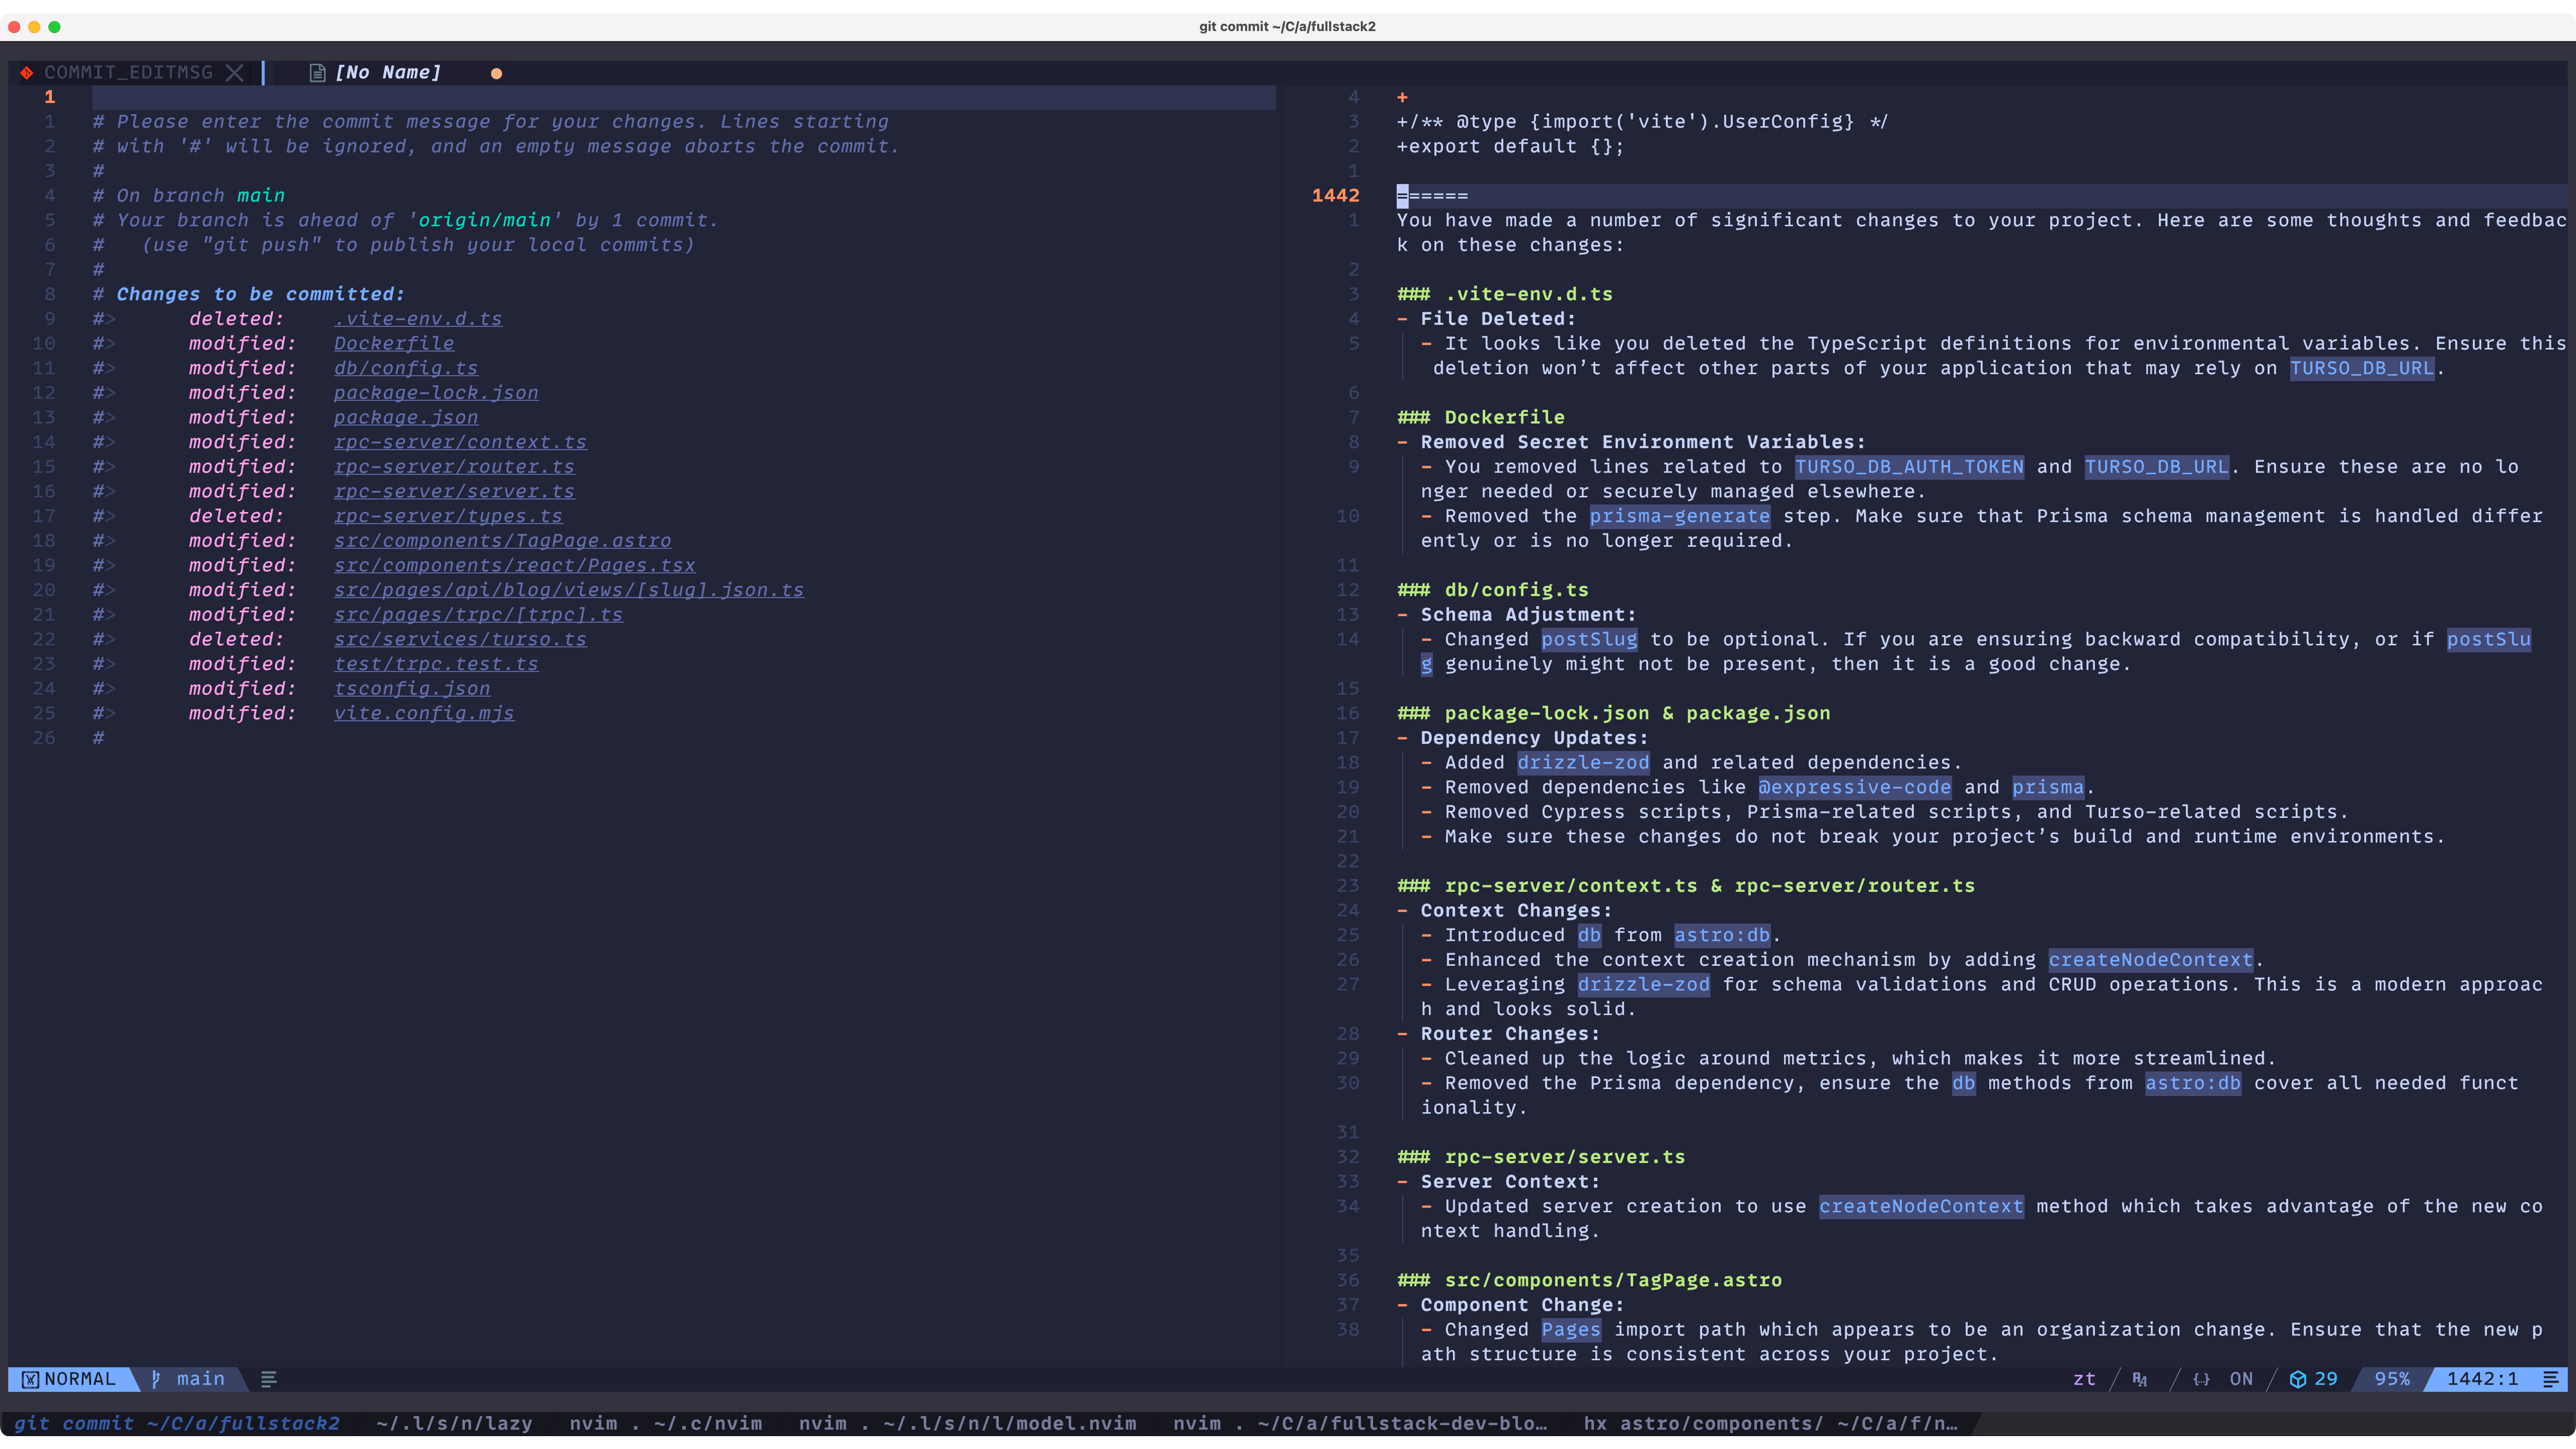 git commit ~/C/a/fullstack2
COMMIT_EDITMSG
[No Name]
1
1 # Please enter the commit message for your changes. Lines starting
2 # with '#' will be ignored, and an empty message aborts the commit.
3 #
4 # On branch main
5 # Your branch is ahead of 'origin/main' by 1 commit.
6 #   (use "git push" to publish your local commits)
7 #
8 # Changes to be committed:
9 #> deleted: .vite-env.d.ts
10 #> modified: Dockerfile
11 #> modified: db/config.ts
12 #> modified: package-lock.json
13 #> modified: package.json
14 #> modified: rpc-server/context.ts
15 #> modified: rpc-server/router.ts
16 #> modified: rpc-server/server.ts
17 #> deleted: rpc-server/types.ts
18 #> modified: src/components/TagPage.astro
19 #> modified: src/components/react/Pages.tsx
20 #> modified: src/pages/api/blog/views/[slug].json.ts
21 #> modified: src/pages/trpc/[trpc].ts
22 #> deleted: src/services/turso.ts
23 #> modified: test/trpc.test.ts
24 #> modified: tsconfig.json
25 #> modified: vite.config.mjs
26 #
4 +
3 +/** @type {import('vite').UserConfig} */
2 +export default {};
1
1442 ======
1 You have made a number of significant changes to your project. Here are some thoughts and feedbac
k on these changes:
2
3 ### .vite-env.d.ts
4 - File Deleted:
5 - It looks like you deleted the TypeScript definitions for environmental variables. Ensure this
deletion won’t affect other parts of your application that may rely on TURSO_DB_URL.
6
7 ### Dockerfile
8 - Removed Secret Environment Variables:
9 - You removed lines related to TURSO_DB_AUTH_TOKEN and TURSO_DB_URL. Ensure these are no lo
nger needed or securely managed elsewhere.
10 - Removed the prisma-generate step. Make sure that Prisma schema management is handled differ
ently or is no longer required.
11
12 ### db/config.ts
13 - Schema Adjustment:
14 - Changed postSlug to be optional. If you are ensuring backward compatibility, or if postSlu
g genuinely might not be present, then it is a good change.
15
16 ### package-lock.json & package.json
17 - Dependency Updates:
18 - Added drizzle-zod and related dependencies.
19 - Removed dependencies like @expressive-code and prisma.
20 - Removed Cypress scripts, Prisma-related scripts, and Turso-related scripts.
21 - Make sure these changes do not break your project’s build and runtime environments.
22
23 ### rpc-server/context.ts & rpc-server/router.ts
24 - Context Changes:
25 - Introduced db from astro:db.
26 - Enhanced the context creation mechanism by adding createNodeContext.
27 - Leveraging drizzle-zod for schema validations and CRUD operations. This is a modern approac
h and looks solid.
28 - Router Changes:
29 - Cleaned up the logic around metrics, which makes it more streamlined.
30 - Removed the Prisma dependency, ensure the db methods from astro:db cover all needed funct
ionality.
31
32 ### rpc-server/server.ts
33 - Server Context:
34 - Updated server creation to use createNodeContext method which takes advantage of the new co
ntext handling.
35
36 ### src/components/TagPage.astro
37 - Component Change:
38 - Changed Pages import path which appears to be an organization change. Ensure that the new p
ath structure is consistent across your project.
NORMAL main
zt {..} ON 29 95% 1442:1
git commit ~/C/a/fullstack2 ~/.l/s/n/lazy nvim . ~/.c/nvim nvim . ~/.l/s/n/l/model.nvim nvim . ~/C/a/fullstack-dev-blo… hx astro/components/ ~/C/a/f/n…